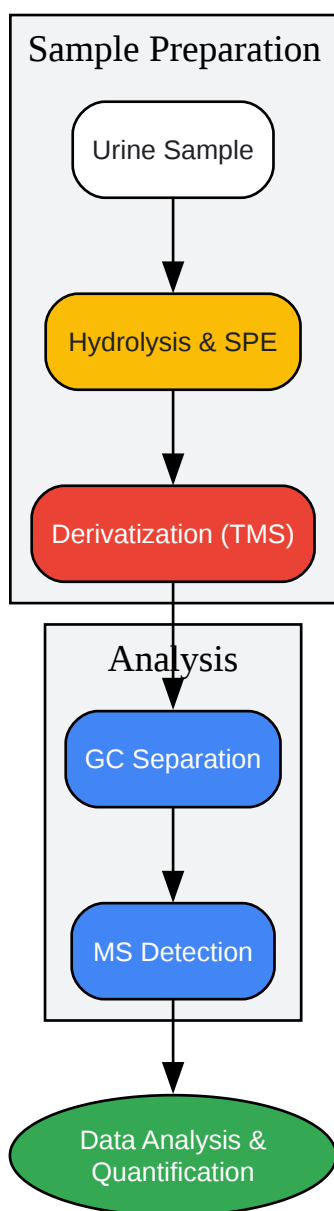 Sample Preparation
Urine Sample
Hydrolysis & SPE
Derivatization (TMS)
Analysis
GC Separation
MS Detection
Data Analysis &
Quantification